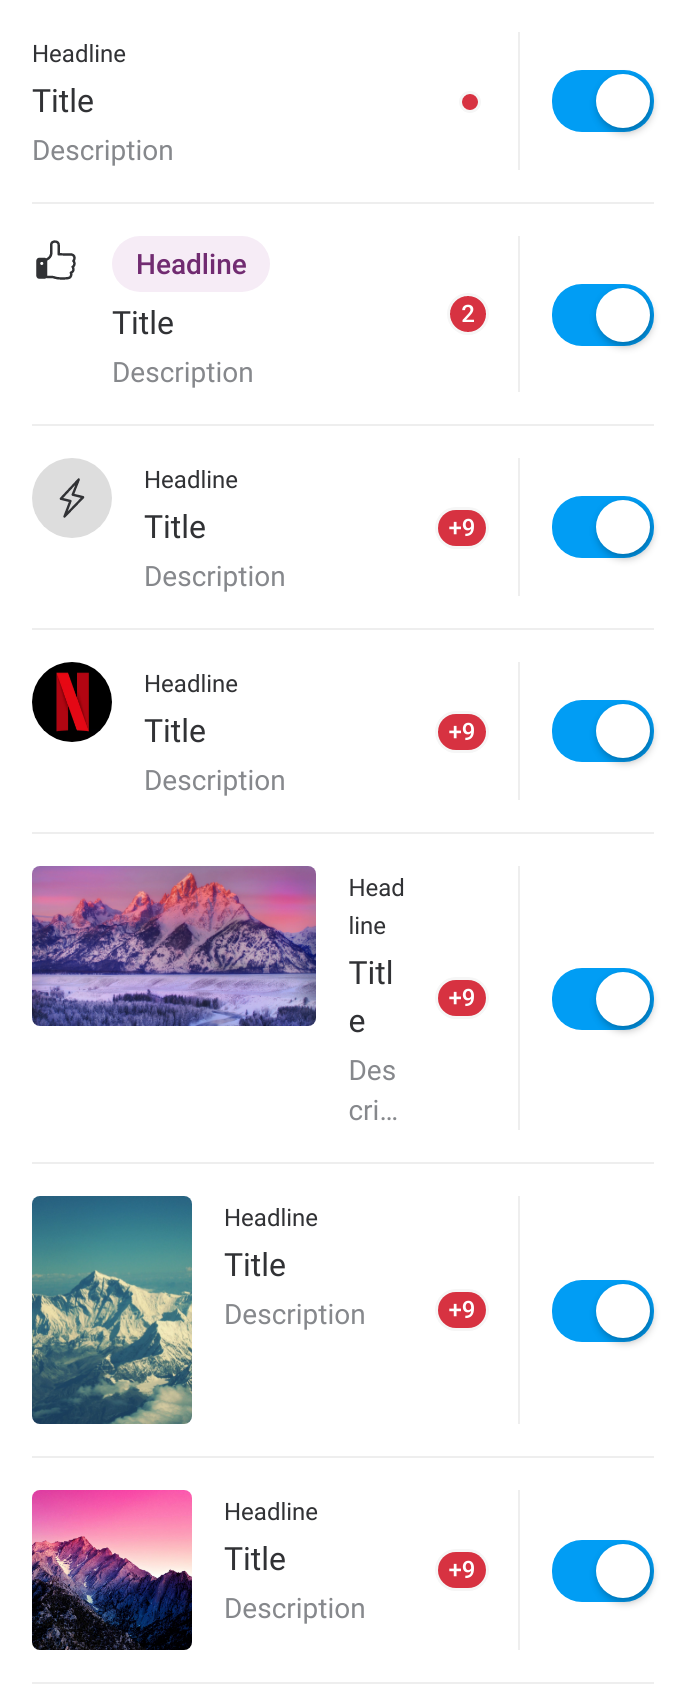 Headline
Title
Description
Headline
Title
2
Description
Headline
Title
+9
Description
N
Headline
Title
+9
Description
Head
line
Titl
e
+9
Des
cri...
Headline
Title
Description
+9
Headline
Title
+9
Description